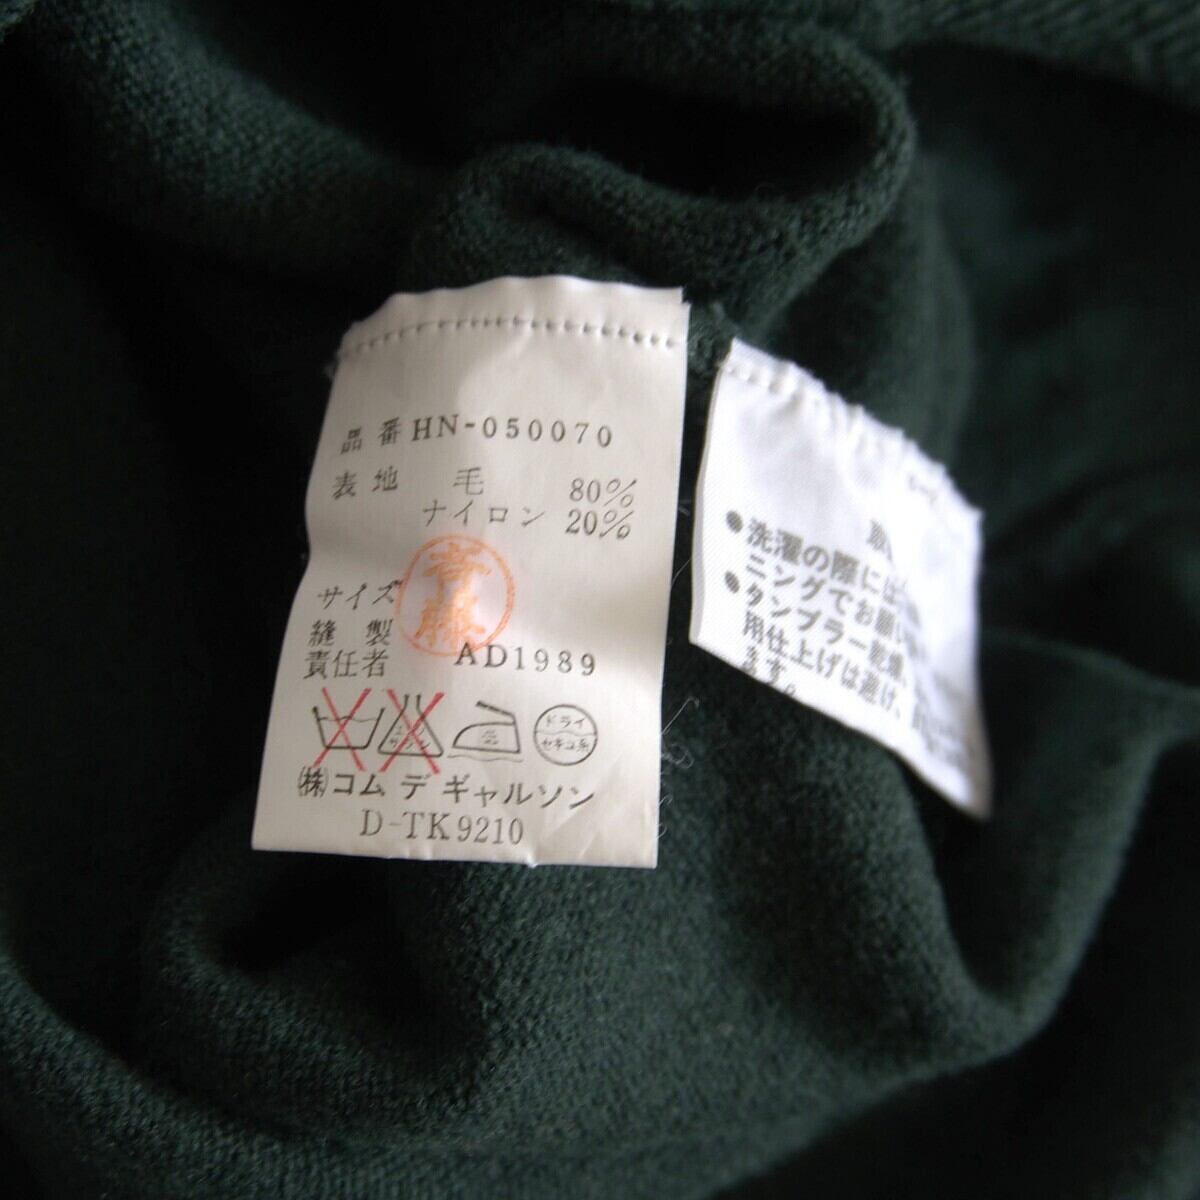 品番 HN-050070
表地 毛 80%
ナイロン 20%
斉藤
サイズ
縫製
責任者 AD1989
ドライ
セキユ系
(株)コム デ ギャルソン
D-TK9210
●洗濯の際には
ニングでお願い
●タンブラー乾燥
用仕上げは避け、
ます。